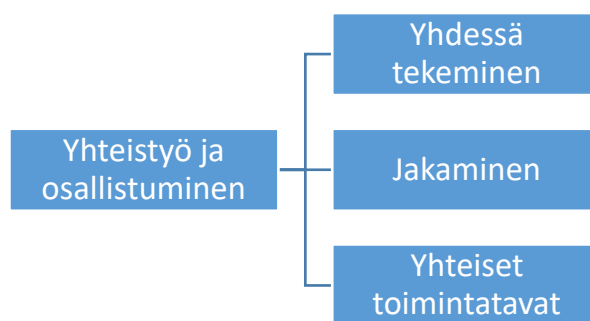 Yhdessä
tekeminen
Yhteistyö ja
osallistuminen
Jakaminen
Yhteiset
toimintatavat